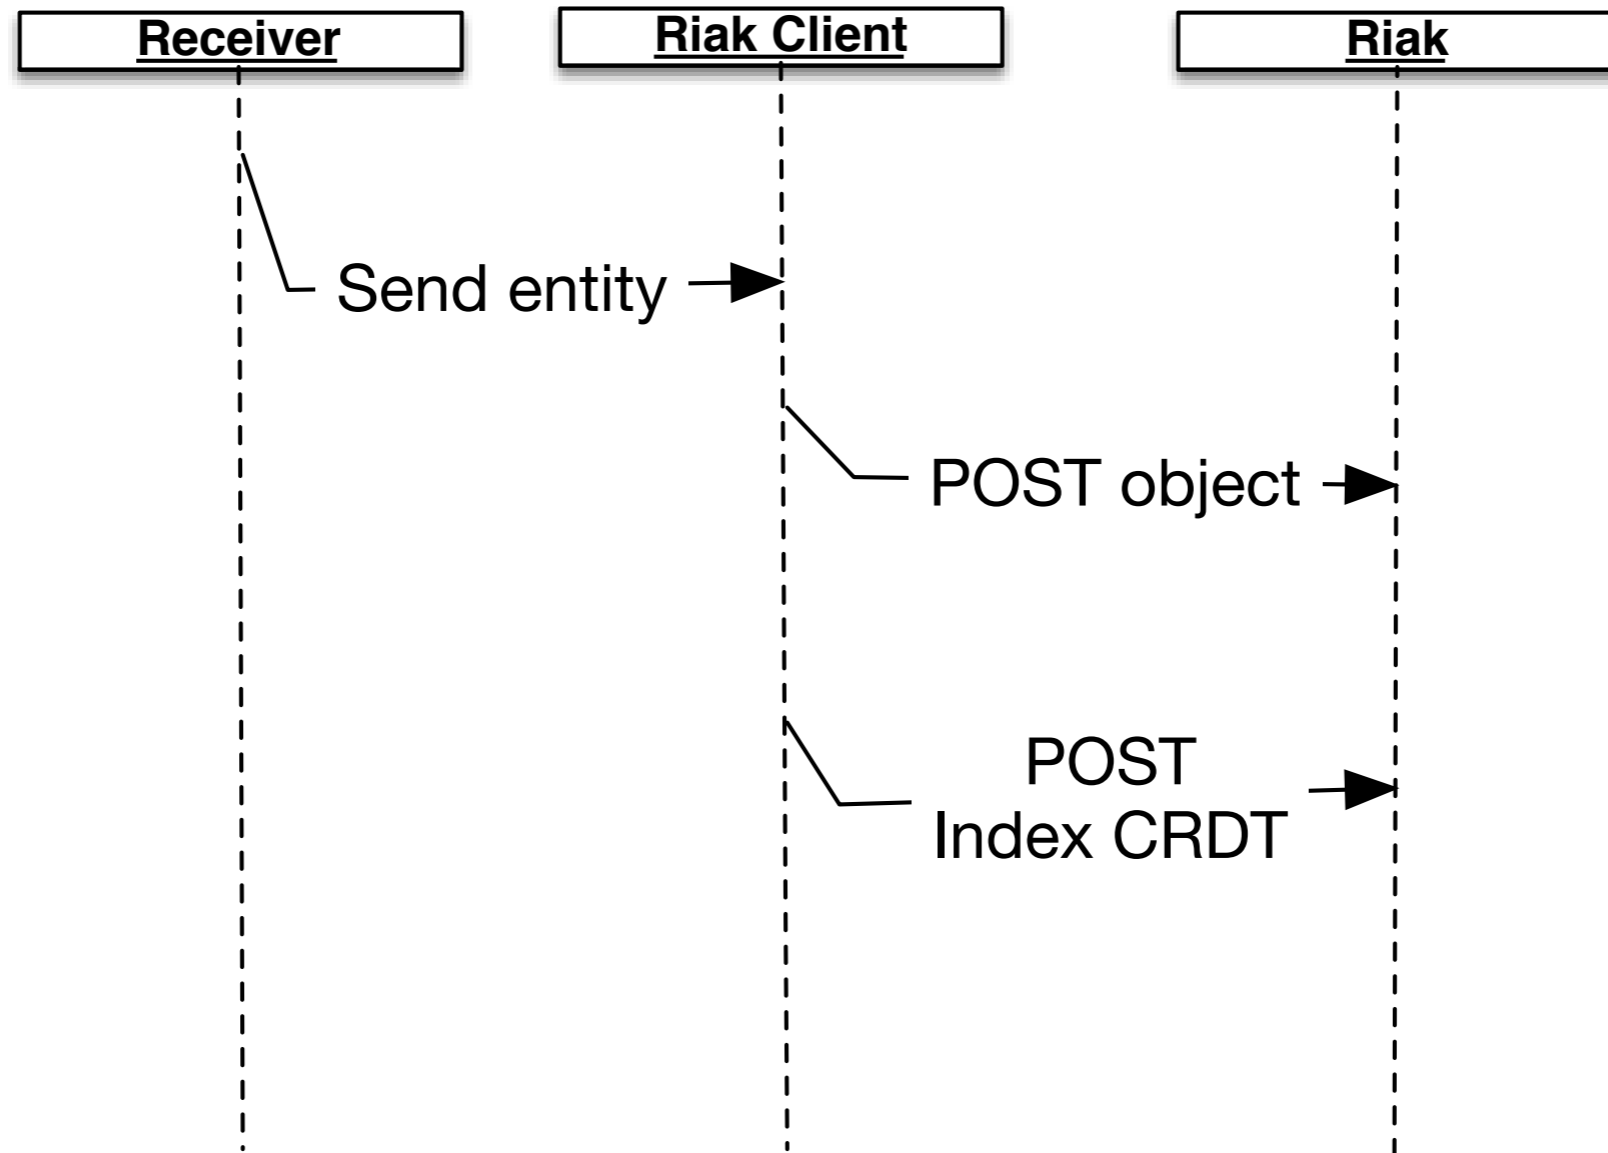 Receiver
Riak Client
Riak
Send entity
POST object
POST
Index CRDT